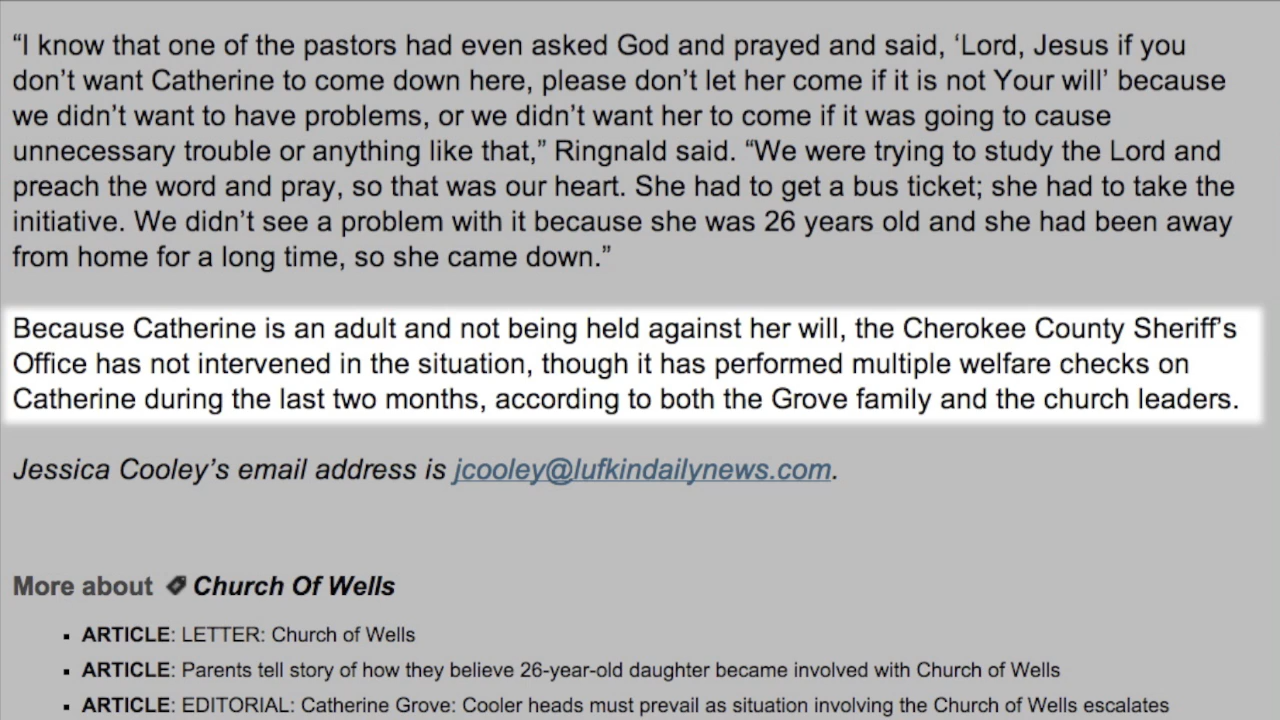 “I know that one of the pastors had even asked God and prayed and said, ‘Lord, Jesus if you
don’t want Catherine to come down here, please don’t let her come if it is not Your will’ because
we didn’t want to have problems, or we didn’t want her to come if it was going to cause
unnecessary trouble or anything like that,” Ringnald said. “We were trying to study the Lord and
preach the word and pray, so that was our heart. She had to get a bus ticket; she had to take the
initiative. We didn’t see a problem with it because she was 26 years old and she had been away
from home for a long time, so she came down.”
Because Catherine is an adult and not being held against her will, the Cherokee County Sheriff’s
Office has not intervened in the situation, though it has performed multiple welfare checks on
Catherine during the last two months, according to both the Grove family and the church leaders.
Jessica Cooley’s email address is jcooley@lufkindailynews.com.
More about Church Of Wells
▪ ARTICLE: LETTER: Church of Wells
▪ ARTICLE: Parents tell story of how they believe 26-year-old daughter became involved with Church of Wells
▪ ARTICLE: EDITORIAL: Catherine Grove: Cooler heads must prevail as situation involving the Church of Wells escalates